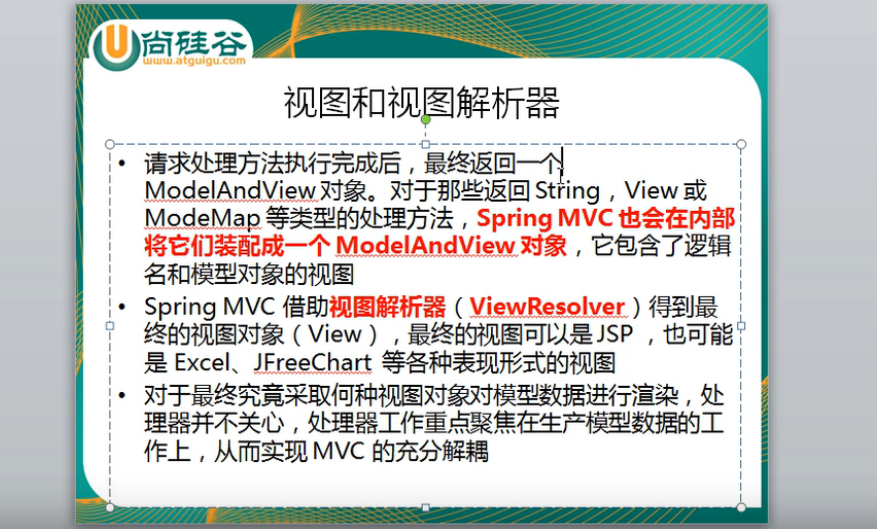 尚硅谷
www.atguigu.com
视图和视图解析器
• 请求处理方法执行完成后，最终返回一个
ModelAndView 对象。对于那些返回 String，View 或
ModeMap 等类型的处理方法，Spring MVC 也会在内部
将它们装配成一个 ModelAndView 对象，它包含了逻辑
名和模型对象的视图
• Spring MVC 借助视图解析器（ViewResolver）得到最
终的视图对象（View），最终的视图可以是 JSP ，也可能
是 Excel、JFreeChart 等各种表现形式的视图
• 对于最终究竟采取何种视图对象对模型数据进行渲染，处
理器并不关心，处理器工作重点聚焦在生产模型数据的工
作上，从而实现 MVC 的充分解耦